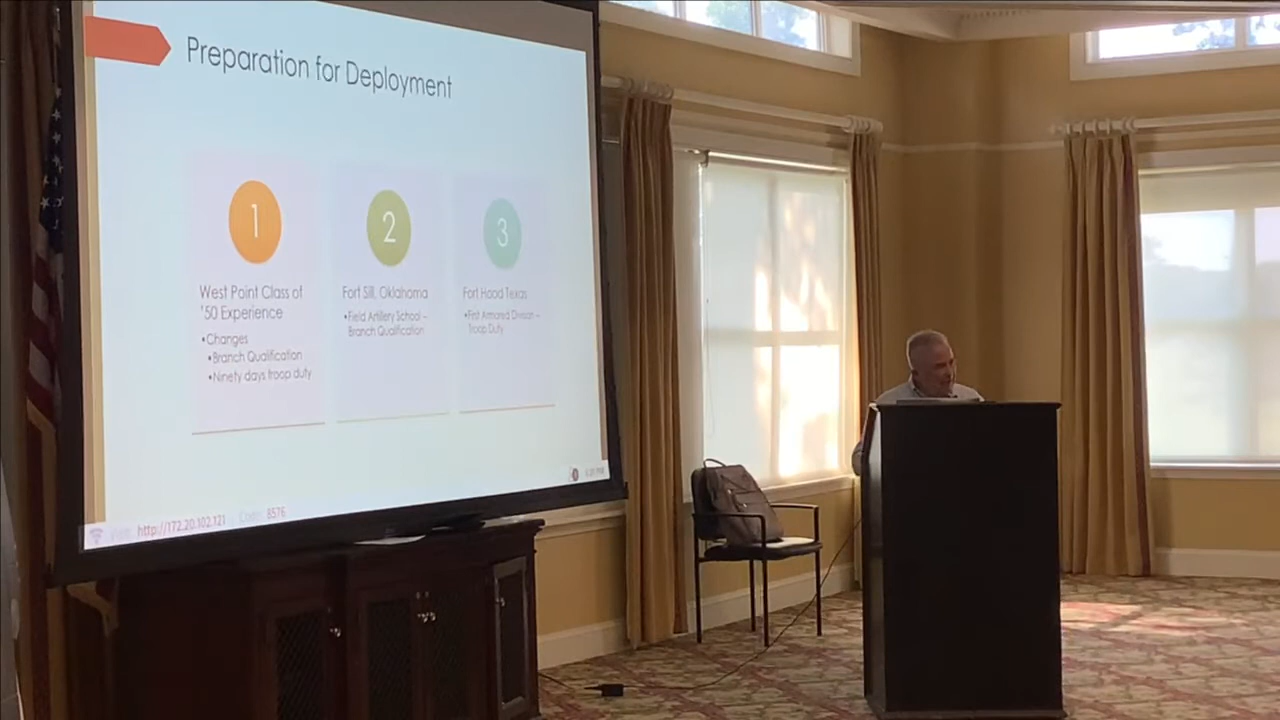 Preparation for Deployment
1
West Point Class of
'50 Experience
•Changes
•Branch Qualification
•Ninety days troop duty
2
Fort Sill, Oklahoma
•Field Artillery School –
Branch Qualification
3
Fort Hood Texas
•First Armored Division –
Troop Duty
http://172.20.102.121 Code: 8576